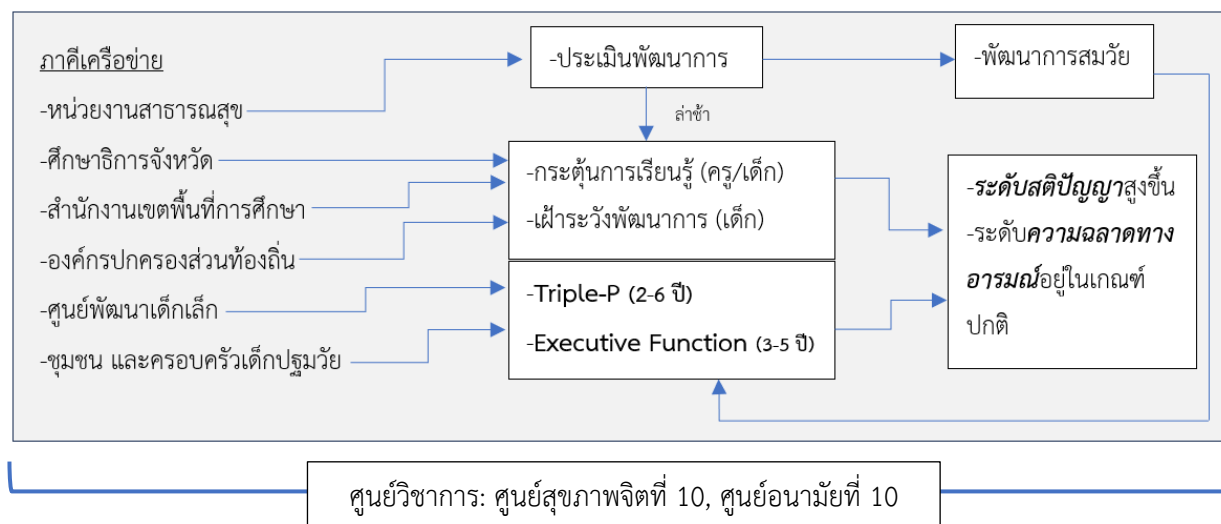 ภาคีเครือข่าย
-หน่วยงานสาธารณสุข
-ศึกษาธิการจังหวัด
-สำนักงานเขตพื้นที่การศึกษา
-องค์กรปกครองส่วนท้องถิ่น
-ศูนย์พัฒนาเด็กเล็ก
-ชุมชน และครอบครัวเด็กปฐมวัย
-ประเมินพัฒนาการ
ล่าช้า
-กระตุ้นการเรียนรู้ (ครู/เด็ก)
-เฝ้าระวังพัฒนาการ (เด็ก)
-Triple-P (2-6 ปี)
-Executive Function (3-5 ปี)
-พัฒนาการสมวัย
-ระดับสติปัญญาสูงขึ้น
-ระดับความฉลาดทาง
อารมณ์อยู่ในเกณฑ์
ปกติ
ศูนย์วิชาการ: ศูนย์สุขภาพจิตที่ 10, ศูนย์อนามัยที่ 10